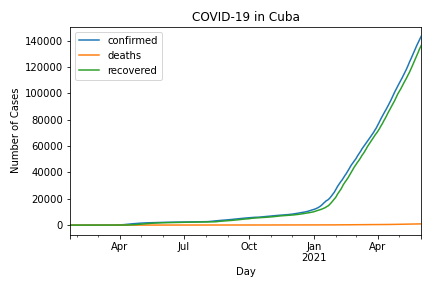 COVID-19 in Cuba
confirmed
deaths
recovered
Number of Cases
140000
120000
100000
80000
60000
40000
20000
0
Apr
Jul
Oct
Jan
2021
Apr
Day